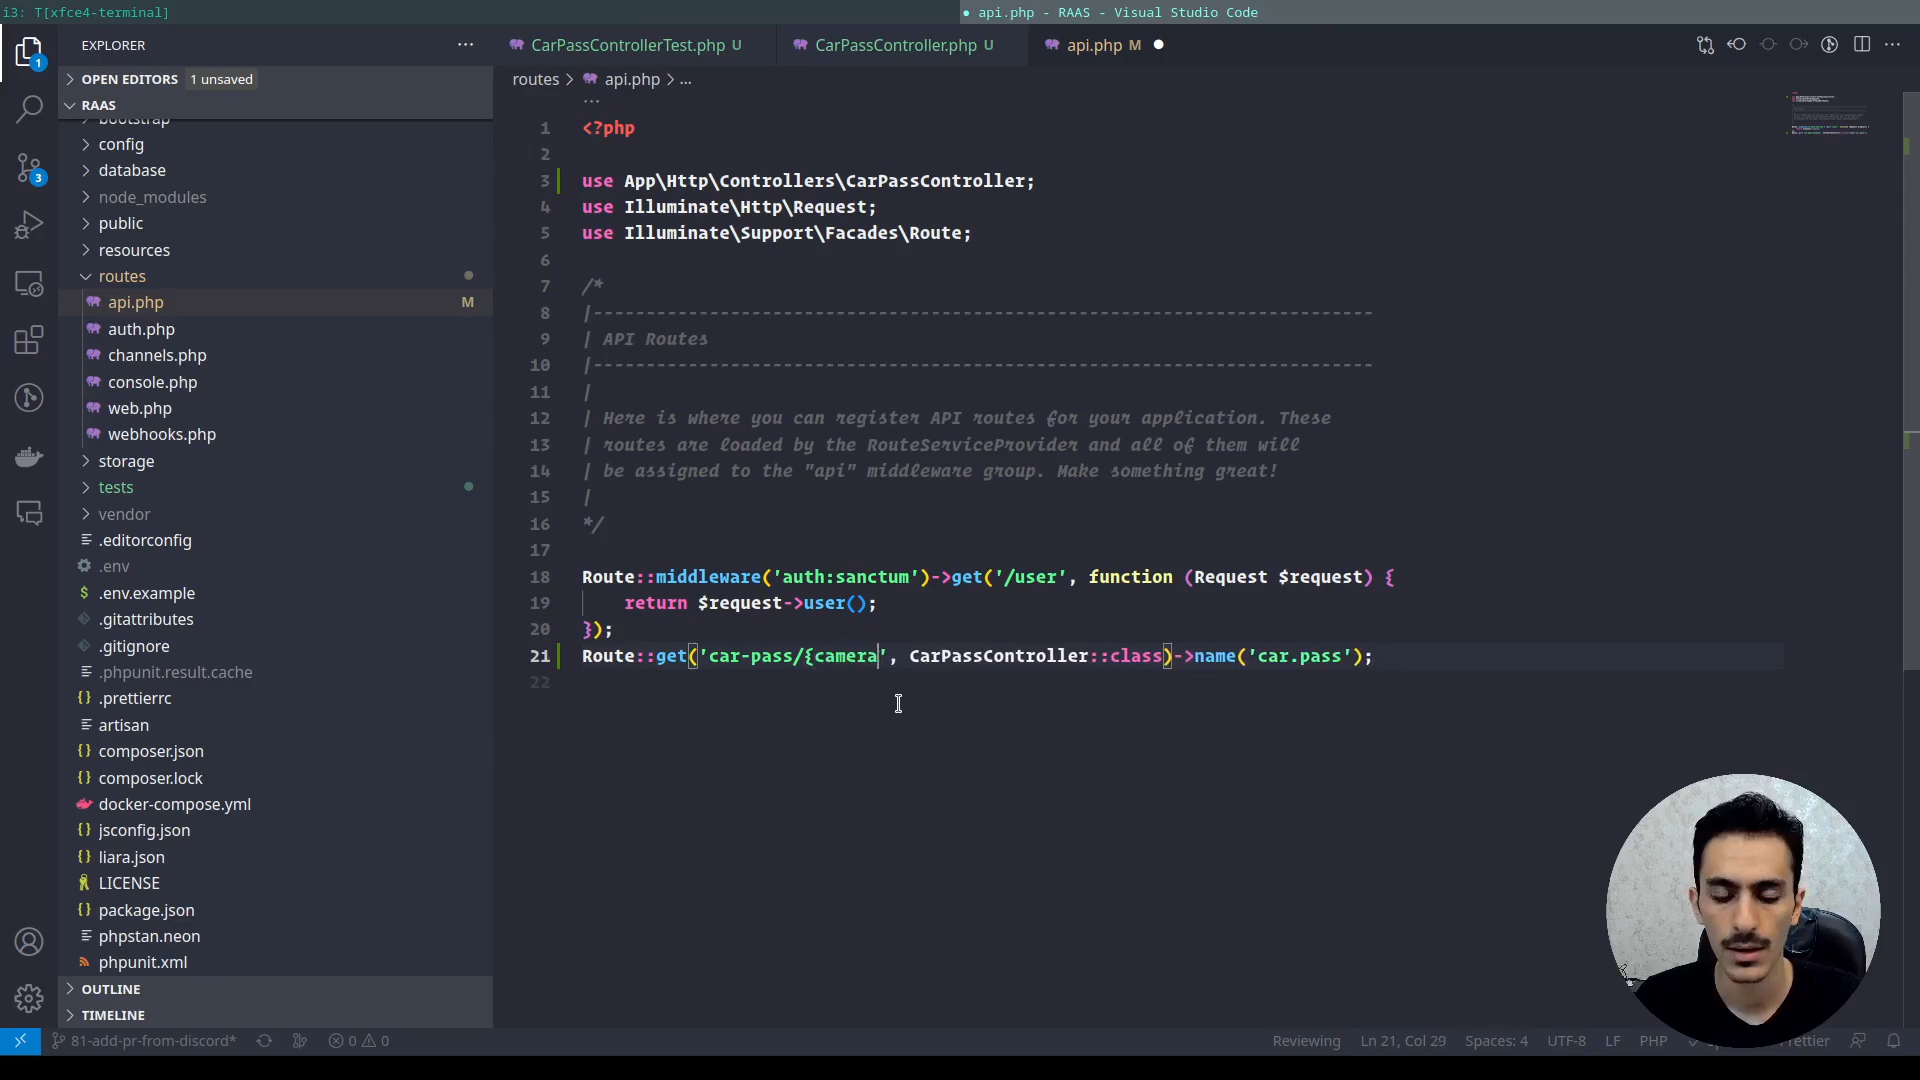 i3: T[xfce4-terminal]
● api.php - RAAS - Visual Studio Code
EXPLORER
OPEN EDITORS 1 unsaved
RAAS
bootstrap
config
database
node_modules
public
resources
routes
api.php M
auth.php
channels.php
console.php
web.php
webhooks.php
storage
tests
vendor
.editorconfig
.env
.env.example
.gitattributes
.gitignore
.phpunit.result.cache
.prettierrc
artisan
composer.json
composer.lock
docker-compose.yml
jsconfig.json
liara.json
LICENSE
package.json
phpstan.neon
phpunit.xml
OUTLINE
TIMELINE
1
3
CarPassControllerTest.php U
CarPassController.php U
api.php M
routes > api.php > ...
1 <?php
2
3 use App\Http\Controllers\CarPassController;
4 use Illuminate\Http\Request;
5 use Illuminate\Support\Facades\Route;
6
7 /*
8 |--------------------------------------------------------------------------
9 | API Routes
10 |--------------------------------------------------------------------------
11 |
12 | Here is where you can register API routes for your application. These
13 | routes are loaded by the RouteServiceProvider and all of them will
14 | be assigned to the "api" middleware group. Make something great!
15 |
16 */
17
18 Route::middleware('auth:sanctum')->get('/user', function (Request $request) {
19 return $request->user();
20 });
21 Route::get('car-pass/{camera', CarPassController::class)->name('car.pass');
22
81-add-pr-from-discord* 0 0 Reviewing Ln 21, Col 29 Spaces: 4 UTF-8 LF PHP